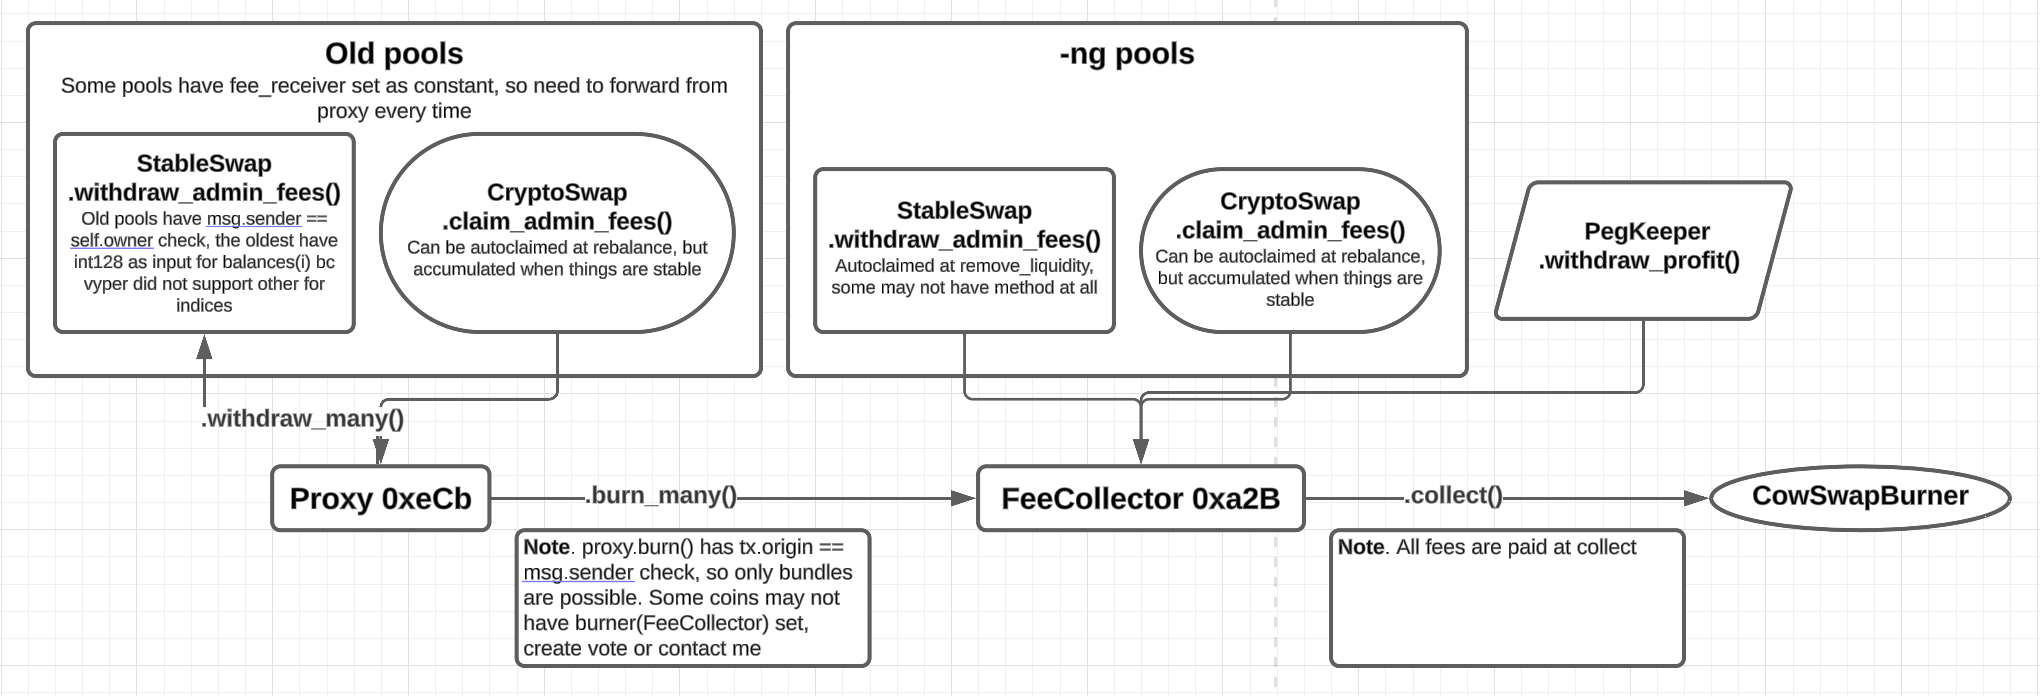 Old pools
Some pools have fee_receiver set as constant, so need to forward from
proxy every time
StableSwap
.withdraw_admin_fees()
Old pools have msg.sender ==
self.owner check, the oldest have
int128 as input for balances(i) bc
vyper did not support other for
indices
CryptoSwap
.claim_admin_fees()
Can be autoclaimed at rebalance, but
accumulated when things are stable
-ng pools
StableSwap
.withdraw_admin_fees()
Autoclaimed at remove_liquidity,
some may not have method at all
CryptoSwap
.claim_admin_fees()
Can be autoclaimed at rebalance,
but accumulated when things are
stable
PegKeeper
.withdraw_profit()
.withdraw_many()
Proxy 0xeCb
.burn_many()
FeeCollector 0xa2B
.collect()
CowSwapBurner
Note. proxy.burn() has tx.origin ==
msg.sender check, so only bundles
are possible. Some coins may not
have burner(FeeCollector) set,
create vote or contact me
Note. All fees are paid at collect